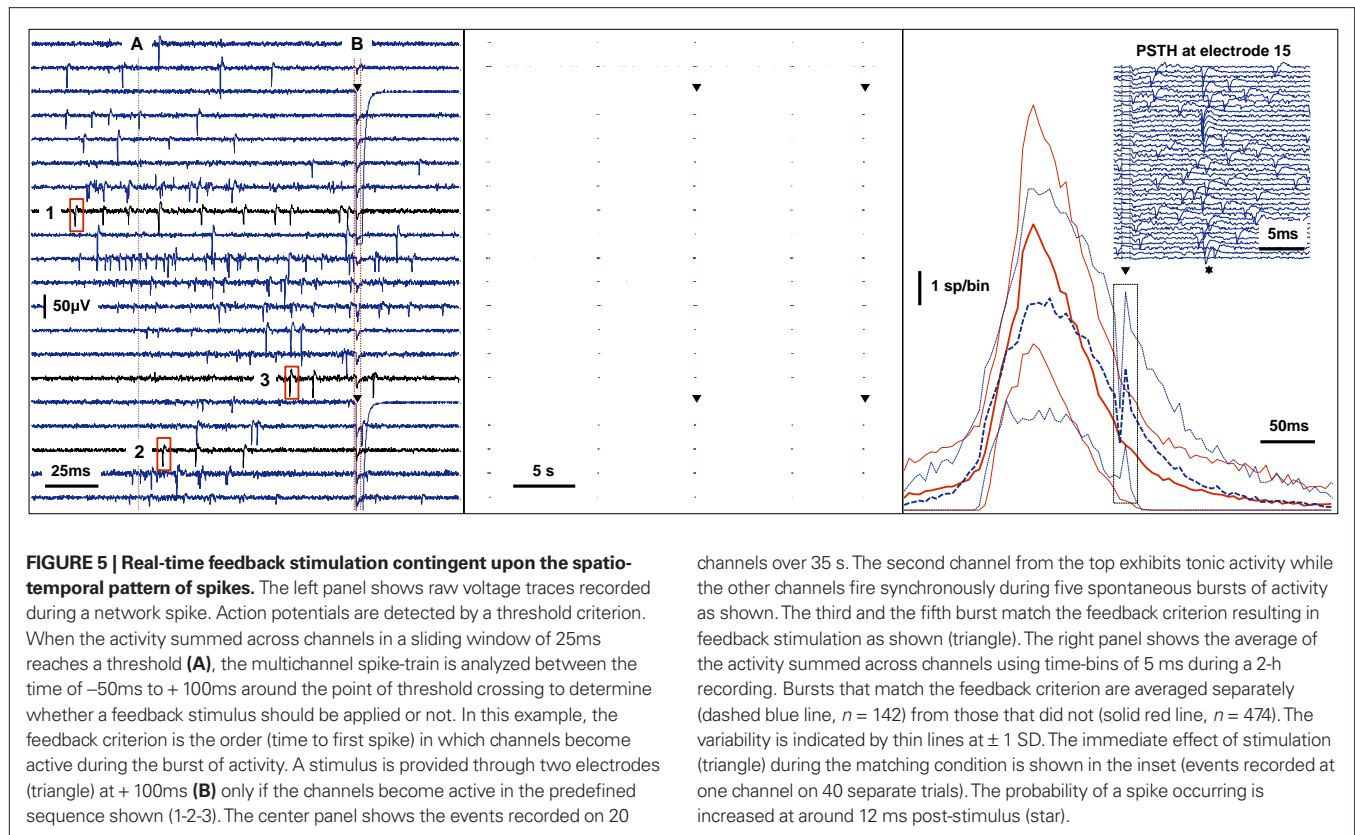 A
B
1
50µV
3
2
25ms
5 s
PSTH at electrode 15
5ms
1 sp/bin
50ms
FIGURE 5 | Real-time feedback stimulation contingent upon the spatio-
temporal pattern of spikes. The left panel shows raw voltage traces recorded
during a network spike. Action potentials are detected by a threshold criterion.
When the activity summed across channels in a sliding window of 25ms
reaches a threshold (A), the multichannel spike-train is analyzed between the
time of –50ms to + 100ms around the point of threshold crossing to determine
whether a feedback stimulus should be applied or not. In this example, the
feedback criterion is the order (time to first spike) in which channels become
active during the burst of activity. A stimulus is provided through two electrodes
(triangle) at + 100ms (B) only if the channels become active in the predefined
sequence shown (1-2-3). The center panel shows the events recorded on 20
channels over 35 s. The second channel from the top exhibits tonic activity while
the other channels fire synchronously during five spontaneous bursts of activity
as shown. The third and the fifth burst match the feedback criterion resulting in
feedback stimulation as shown (triangle). The right panel shows the average of
the activity summed across channels using time-bins of 5 ms during a 2-h
recording. Bursts that match the feedback criterion are averaged separately
(dashed blue line, n = 142) from those that did not (solid red line, n = 474). The
variability is indicated by thin lines at ± 1 SD. The immediate effect of stimulation
(triangle) during the matching condition is shown in the inset (events recorded at
one channel on 40 separate trials). The probability of a spike occurring is
increased at around 12 ms post-stimulus (star).